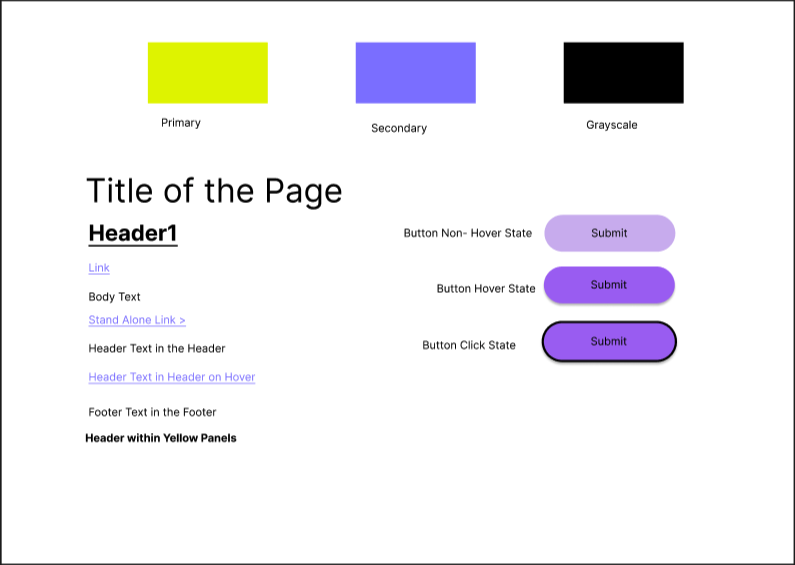 Primary
Secondary
Grayscale
Title of the Page
Header1
Link
Body Text
Stand Alone Link >
Header Text in the Header
Header Text in Header on Hover
Footer Text in the Footer
Header within Yellow Panels
Button Non- Hover State
Submit
Button Hover State
Submit
Button Click State
Submit